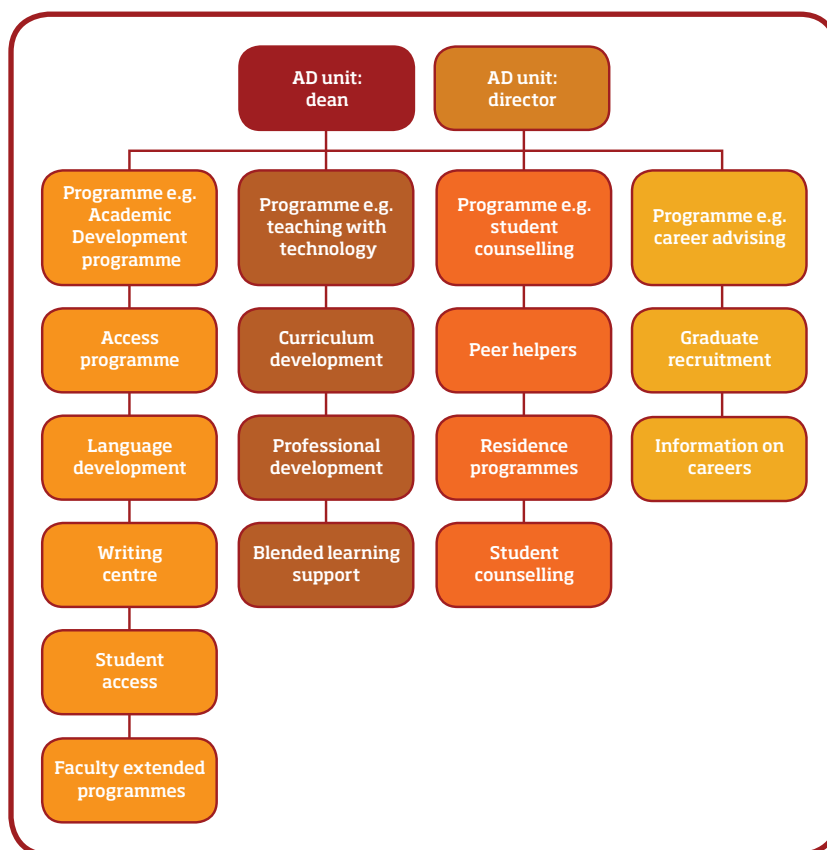 AD unit:
dean
AD unit:
director
Programme e.g.
Academic
Development
programme
Programme e.g.
teaching with
technology
Programme e.g.
student
counselling
Programme e.g.
career advising
Access
programme
Curriculum
development
Peer helpers
Graduate
recruitment
Language
development
Professional
development
Residence
programmes
Information on
careers
Writing
centre
Blended learning
support
Student
counselling
Student
access
Faculty extended
programmes